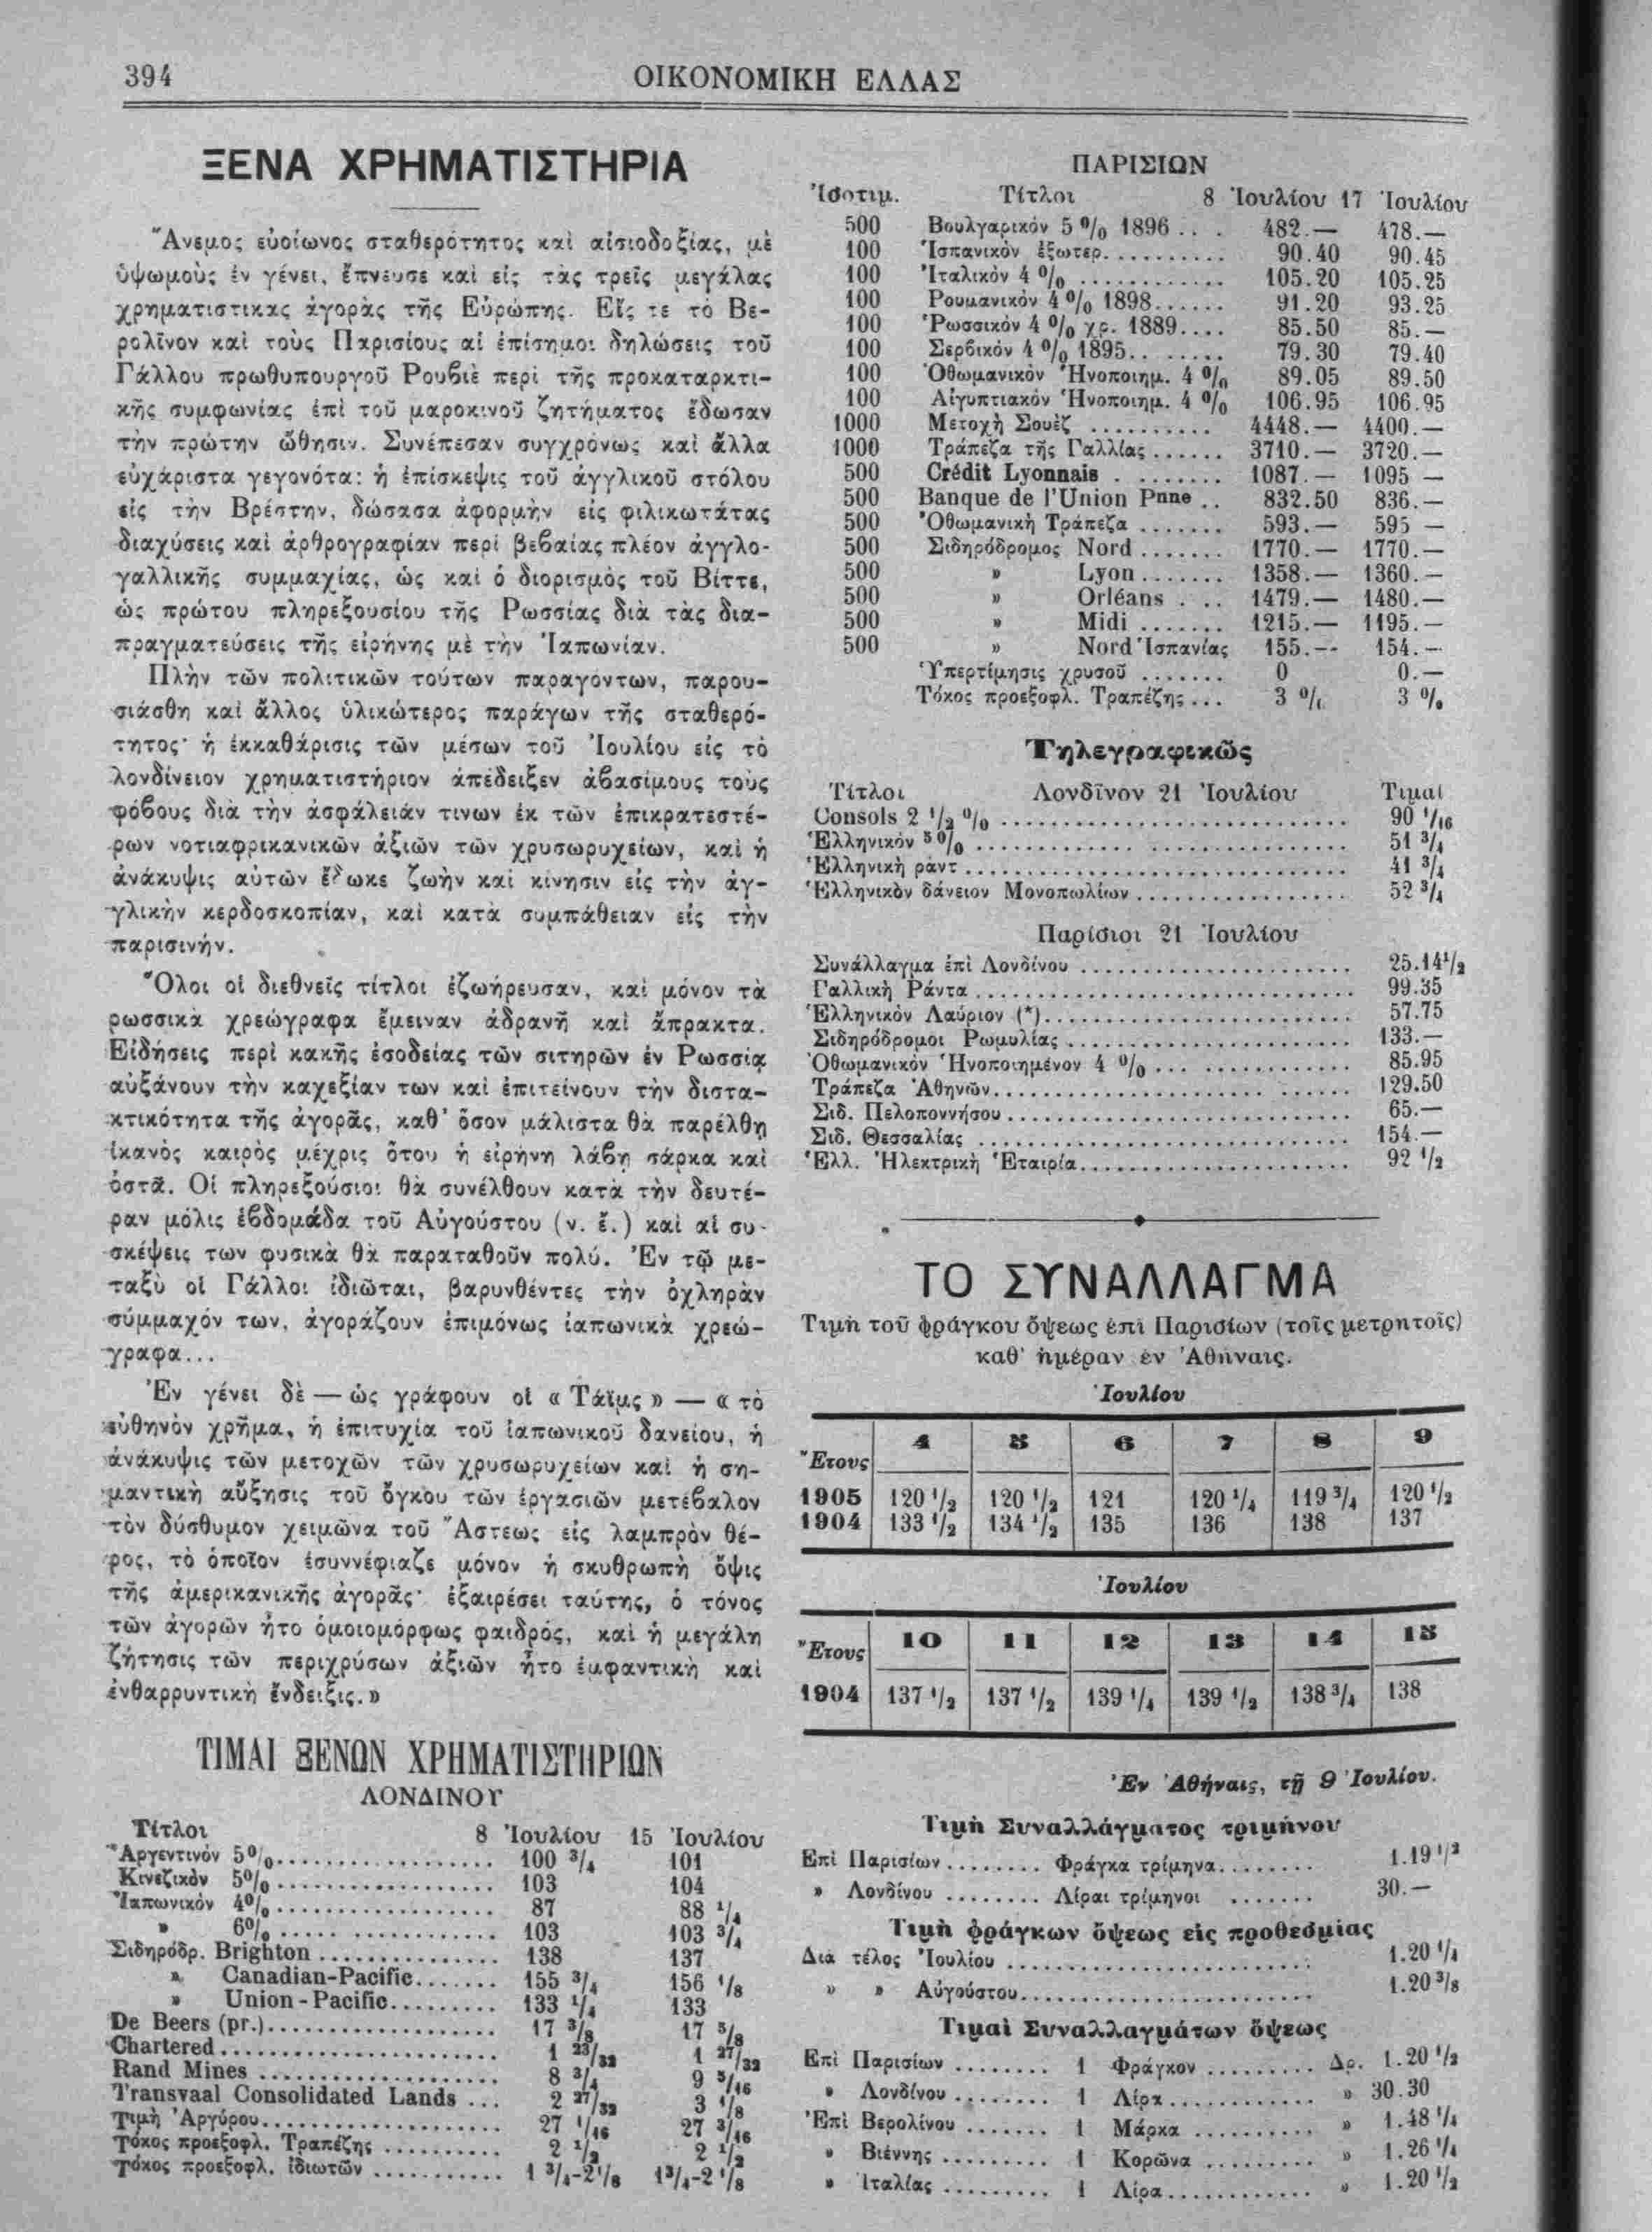 394
ΟΙΚΟΝΟΜΙΚΗ ΕΛΛΑΣ
ΞΕΝΑ ΧΡΗΜΑΤΙΣΤΗΡΙΑ
Ἄνεμος εὐοίωνος σταθερότητος καὶ αἰσιοδοξίας, μὲ
ὑψωμοὺς ἐν γένει, ἔπνευσε καὶ εἰς τὰς τρεῖς μεγάλας
χρηματιστικὰς ἀγορὰς τῆς Εὐρώπης. Εἴς τε τὸ Βε-
ρολῖνον καὶ τοὺς Παρισίους αἱ ἐπίσημοι δηλώσεις τοῦ
Γάλλου πρωθυπουργοῦ Ρουβιὲ περὶ τῆς προκαταρκτι-
κῆς συμφωνίας ἐπὶ τοῦ μαροκινοῦ ζητήματος ἔδωσαν
τὴν πρώτην ὤθησιν. Συνέπεσαν συγχρόνως καὶ ἄλλα
εὐχάριστα γεγονότα: ἡ ἐπίσκεψις τοῦ ἀγγλικοῦ στόλου
εἰς τὴν Βρέστην, δώσασα ἀφορμὴν εἰς φιλικωτάτας
διαχύσεις καὶ ἀρθρογραφίαν περὶ βεβαίας πλέον ἀγγλο-
γαλλικῆς συμμαχίας, ὡς καὶ ὁ διορισμὸς τοῦ Βίττε,
ὡς πρώτου πληρεξουσίου τῆς Ρωσσίας διὰ τὰς δια-
πραγματεύσεις τῆς εἰρήνης μὲ τὴν Ἰαπωνίαν.
Πλὴν τῶν πολιτικῶν τούτων παραγόντων, παρου-
σιάσθη καὶ ἄλλος ὑλικώτερος παράγων τῆς σταθερό-
τητος· ἡ ἐκκαθάρισις τῶν μέσων τοῦ Ἰουλίου εἰς τὸ
λονδίνειον χρηματιστήριον ἀπέδειξεν ἀβασίμους τοὺς
φόβους διὰ τὴν ἀσφάλειάν τινων ἐκ τῶν ἐπικρατεστέ-
ρων νοτιαφρικανικῶν ἀξιῶν τῶν χρυσωρυχείων, καὶ ἡ
ἀνάκυψις αὐτῶν ἔδωκε ζωὴν καὶ κίνησιν εἰς τὴν ἀγ-
γλικὴν κερδοσκοπίαν, καὶ κατὰ συμπάθειαν εἰς τὴν
παρισινήν.
Ὅλοι οἱ διεθνεῖς τίτλοι ἐζωήρευσαν, καὶ μόνον τὰ
ρωσσικὰ χρεώγραφα ἔμειναν ἀδρανῆ καὶ ἄπρακτα.
Εἰδήσεις περὶ κακῆς ἐσοδείας τῶν σιτηρῶν ἐν Ρωσσίᾳ
αὐξάνουν τὴν καχεξίαν των καὶ ἐπιτείνουν τὴν διστα-
κτικότητα τῆς ἀγορᾶς, καθ' ὅσον μάλιστα θὰ παρέλθῃ
ἱκανὸς καιρὸς μέχρις ὅτου ἡ εἰρήνη λάβῃ σάρκα καὶ
ὀστᾶ. Οἱ πληρεξούσιοι θὰ συνέλθουν κατὰ τὴν δευτέ-
ραν μόλις ἑβδομάδα τοῦ Αὐγούστου (ν. ἔ.) καὶ αἱ συ-
σκέψεις των φυσικὰ θὰ παραταθοῦν πολύ. Ἐν τῷ με-
ταξὺ οἱ Γάλλοι ἰδιῶται, βαρυνθέντες τὴν ὀχληρὰν
σύμμαχόν των, ἀγοράζουν ἐπιμόνως ἰαπωνικὰ χρεώ-
γραφα...
Ἐν γένει δὲ — ὡς γράφουν οἱ « Τάϊμς » — « τὸ
εὐθηνὸν χρῆμα, ἡ ἐπιτυχία τοῦ ἰαπωνικοῦ δανείου, ἡ
ἀνάκυψις τῶν μετοχῶν τῶν χρυσωρυχείων καὶ ἡ ση-
μαντικὴ αὔξησις τοῦ ὄγκου τῶν ἐργασιῶν μετέβαλον
τὸν δύσθυμον χειμῶνα τοῦ Ἄστεως εἰς λαμπρὸν θέ-
ρος, τὸ ὁποῖον ἐσυννέφιαζε μόνον ἡ σκυθρωπὴ ὄψις
τῆς ἀμερικανικῆς ἀγορᾶς· ἐξαιρέσει ταύτης, ὁ τόνος
τῶν ἀγορῶν ἦτο ὁμοιομόρφως φαιδρός, καὶ ἡ μεγάλη
ζήτησις τῶν περιχρύσων ἀξιῶν ἦτο ἐμφαντικὴ καὶ
ἐνθαρρυντικὴ ἔνδειξις. »
ΤΙΜΑΙ ΞΕΝΩΝ ΧΡΗΜΑΤΙΣΤΗΡΙΩΝ
ΛΟΝΔΙΝΟΥ
Τίτλοι 8 Ἰουλίου 15 Ἰουλίου
Ἀργεντινόν 5% 100 3/4 101
Κινεζικὸν 5% 103 104
Ἰαπωνικόν 4% 87 88 1/4
» 6% 103 103 3/4
Σιδηρόδρ. Brighton 138 137
» Canadian-Pacific 155 3/4 156 1/8
» Union-Pacific 133 1/4 133
De Beers (pr.) 17 3/8 17 5/8
Chartered 1 23/32 1 27/32
Rand Mines 8 3/4 9 5/16
Transvaal Consolidated Lands 2 27/32 3 1/8
Τιμὴ Ἀργύρου 27 1/16 27 3/16
Τόκος προεξοφλ. Τραπέζης 2 1/2 2 1/2
Τόκος προεξοφλ. ἰδιωτῶν 1 3/4-2 1/8 1 3/4-2 1/8
ΠΑΡΙΣΙΩΝ
Ἰσοτιμ. Τίτλοι 8 Ἰουλίου 17 Ἰουλίου
500 Βουλγαρικόν 5% 1896 482.— 478.—
100 Ἱσπανικὸν ἐξωτερ. 90.40 90.45
100 Ἰταλικόν 4% 105.20 105.25
100 Ρουμανικόν 4% 1898 91.20 93.25
100 Ῥωσσικόν 4% χρ. 1889 85.50 85.—
100 Σερβικόν 4% 1895 79.30 79.40
100 Ὀθωμανικὸν Ἡνοποιημ. 4% 89.05 89.50
100 Αἰγυπτιακόν Ἡνοποιημ. 4% 106.95 106.95
1000 Μετοχὴ Σουὲζ 4448.— 4400.—
1000 Τράπεζα τῆς Γαλλίας 3710.— 3720.—
500 Crédit Lyonnais 1087.— 1095 —
500 Banque de l'Union Pnne 832.50 836.—
500 Ὀθωμανικὴ Τράπεζα 593.— 595 —
500 Σιδηρόδρομος Nord 1770.— 1770.—
500 » Lyon 1358.— 1360.—
500 » Orléans 1479.— 1480.—
500 » Midi 1215.— 1195.—
500 » Nord Ἱσπανίας 155.-- 154.—
Ὑπερτίμησις χρυσοῦ 0 0.—
Τόκος προεξοφλ. Τραπέζης 3 % 3 %
Τηλεγραφικῶς
Τίτλοι Λονδῖνον 21 Ἰουλίου Τιμαί
Consols 2 1/2 % 90 1/16
Ἑλληνικόν 5% 51 3/4
Ἑλληνικὴ ράντ 41 3/4
Ἑλληνικὸν δάνειον Μονοπωλίων 52 3/4
Παρίσιοι 21 Ἰουλίου
Συνάλλαγμα ἐπὶ Λονδίνου 25.14 1/2
Γαλλικὴ Ράντα 99.35
Ἑλληνικὸν Λαύριον (*) 57.75
Σιδηρόδρομοι Ρωμυλίας 133.—
Ὀθωμανικόν Ἡνοποιημένον 4 % 85.95
Τράπεζα Ἀθηνῶν 129.50
Σιδ. Πελοποννήσου 65.—
Σιδ. Θεσσαλίας 154.—
Ἑλλ. Ἠλεκτρικὴ Ἑταιρία 92 1/2
ΤΟ ΣΥΝΑΛΛΑΓΜΑ
Τιμὴ τοῦ φράγκου ὄψεως ἐπὶ Παρισίων (τοῖς μετρητοῖς)
καθ' ἡμέραν ἐν Ἀθήναις.
Ἰουλίου
Ἔτους 4 5 6 7 8 9
1905 120 1/2 120 1/2 121 120 1/4 119 3/4 120 1/2
1904 133 1/2 134 1/2 135 136 138 137
Ἰουλίου
Ἔτους 10 11 12 13 14 15
1904 137 1/2 137 1/2 139 1/4 139 1/2 138 3/4 138
Ἐν Ἀθήναις, τῇ 9 Ἰουλίου.
Τιμὴ Συναλλάγματος τριμήνου
Ἐπὶ Παρισίων Φράγκα τρίμηνα 1.19 1/2
» Λονδίνου Λίραι τρίμηνοι 30.—
Τιμὴ φράγκων ὄψεως εἰς προθεσμίας
Διὰ τέλος Ἰουλίου 1.20 1/4
» » Αὐγούστου 1.20 3/8
Τιμαὶ Συναλλαγμάτων ὄψεως
Ἐπὶ Παρισίων 1 Φράγκον Δρ. 1.20 1/2
» Λονδίνου 1 Λίρα » 30.30
Ἐπὶ Βερολίνου 1 Μάρκα » 1.48 1/4
» Βιέννης 1 Κορῶνα » 1.26 1/4
» Ἰταλίας 1 Λίρα » 1.20 1/2